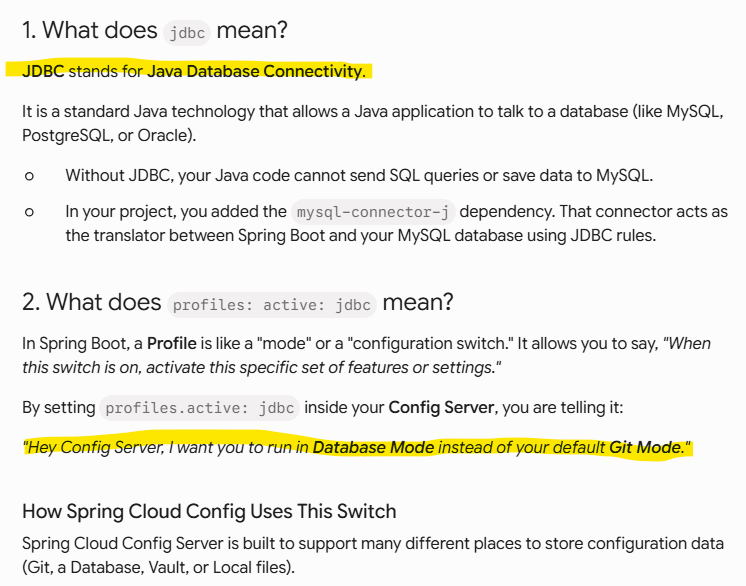 1. What does jdbc mean?
JDBC stands for Java Database Connectivity.
It is a standard Java technology that allows a Java application to talk to a database (like MySQL,
PostgreSQL, or Oracle).
○ Without JDBC, your Java code cannot send SQL queries or save data to MySQL.
○ In your project, you added the mysql-connector-j dependency. That connector acts as
the translator between Spring Boot and your MySQL database using JDBC rules.
2. What does profiles: active: jdbc mean?
In Spring Boot, a Profile is like a "mode" or a "configuration switch." It allows you to say, "When
this switch is on, activate this specific set of features or settings."
By setting profiles.active: jdbc inside your Config Server, you are telling it:
"Hey Config Server, I want you to run in Database Mode instead of your default Git Mode."
How Spring Cloud Config Uses This Switch
Spring Cloud Config Server is built to support many different places to store configuration data
(Git, a Database, Vault, or Local files).